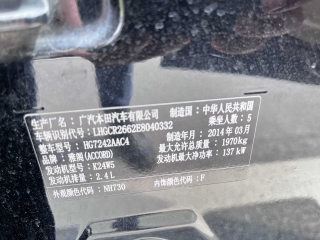 生产厂名：广汽本田汽车有限公司 制造国：中华人民共和国
车辆识别代号：LHGCR2662E8040332 乘坐人数：5
整车型号：HG7242AAC4 制造年月：2014年03月
品牌：雅阁(ACCORD) 最大允许总质量：1970kg
发动机型号：K24W5 发动机最大净功率：137kW
发动机排量：2.4L
外观颜色代码：NH730 内饰颜色代码：F